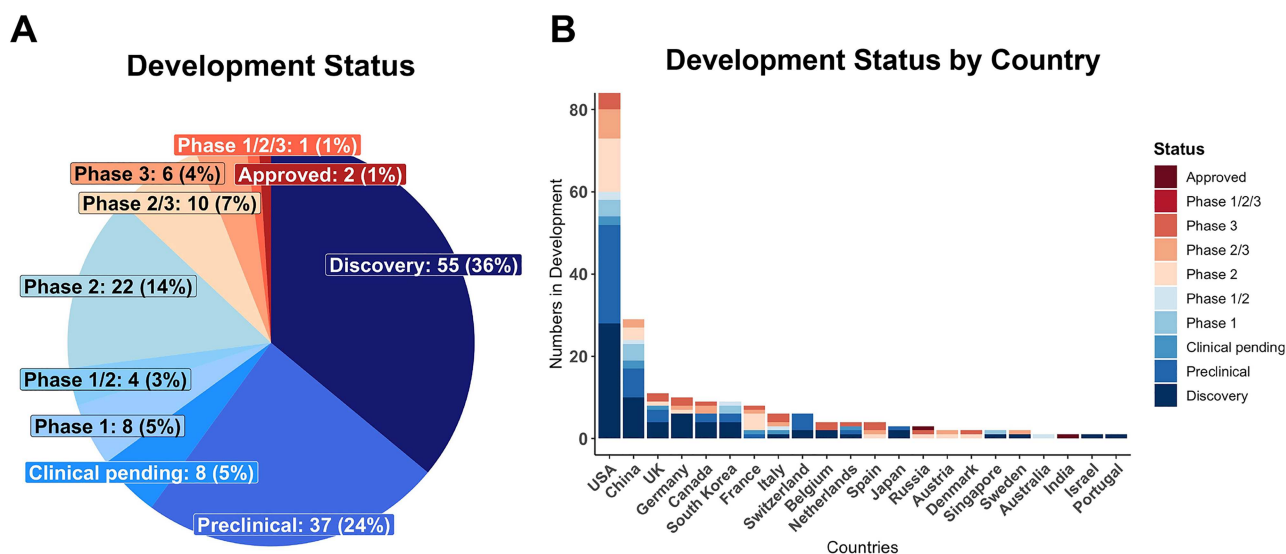 A
Development Status
Phase 1/2/3: 1 (1%)
Phase 3: 6 (4%)
Approved: 2 (1%)
Phase 2/3: 10 (7%)
Discovery: 55 (36%)
Phase 2: 22 (14%)
Phase 1/2: 4 (3%)
Phase 1: 8 (5%)
Clinical pending: 8 (5%)
Preclinical: 37 (24%)
B
Development Status by Country
Numbers in Development
80
60
40
20
0
USA
China
UK
Germany
Canada
South Korea
France
Italy
Switzerland
Belgium
Netherlands
Spain
Japan
Russia
Austria
Denmark
Singapore
Sweden
Australia
India
Israel
Portugal
Countries
Status
Approved
Phase 1/2/3
Phase 3
Phase 2/3
Phase 2
Phase 1/2
Phase 1
Clinical pending
Preclinical
Discovery